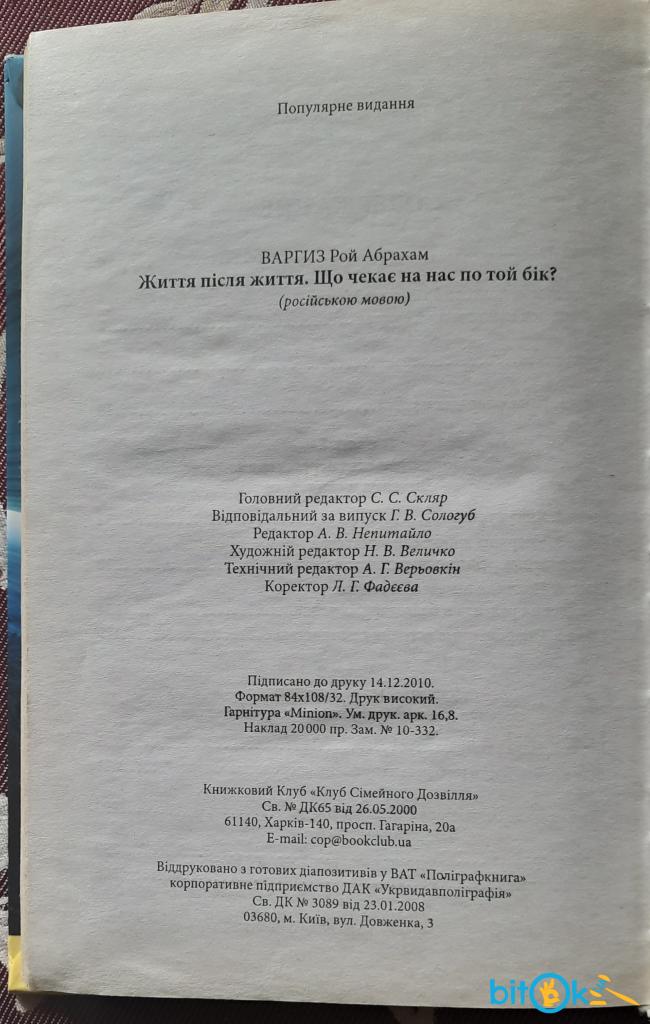 Популярне видання
ВАРГИЗ Рой Абрахам
Життя після життя. Що чекає на нас по той бік?
(російською мовою)
Головний редактор С. С. Скляр
Відповідальний за випуск Г. В. Сологуб
Редактор А. В. Непитайло
Художній редактор Н. В. Величко
Технічний редактор А. Г. Верьовкін
Коректор Л. Г. Фадєєва
Підписано до друку 14.12.2010.
Формат 84х108/32. Друк високий.
Гарнітура «Minion». Ум. друк. арк. 16,8.
Наклад 20 000 пр. Зам. № 10-332.
Книжковий Клуб «Клуб Сімейного Дозвілля»
Св. № ДК65 від 26.05.2000
61140, Харків-140, просп. Гагаріна, 20а
E-mail: cop@bookclub.ua
Віддруковано з готових діапозитивів у ВАТ «Поліграфкнига»
корпоративне підприємство ДАК «Укрвидавполіграфія»
Св. ДК № 3089 від 23.01.2008
03680, м. Київ, вул. Довженка, 3
bitOk